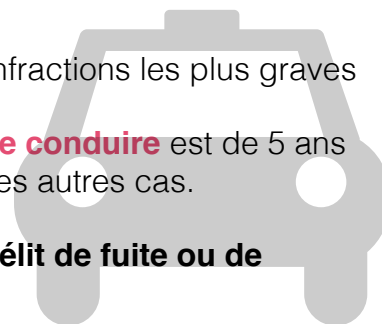 nfractions les plus graves
e conduire est de 5 ans
es autres cas.
élit de fuite ou de